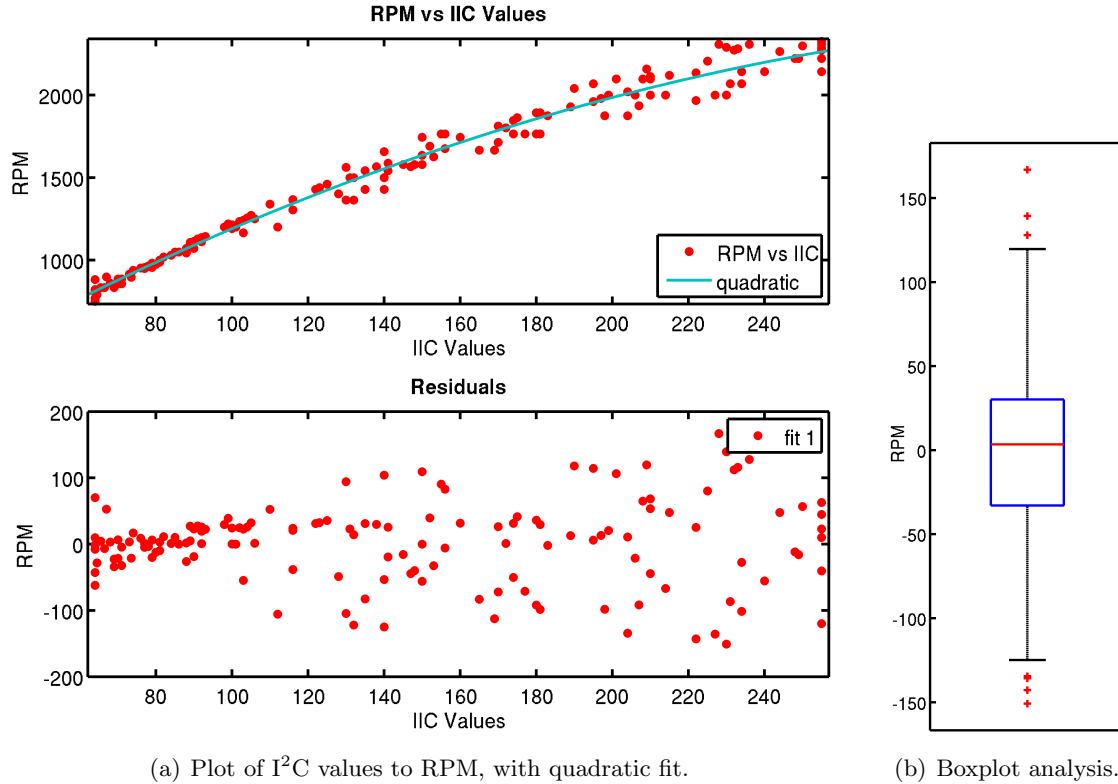 RPM vs IIC Values
2000
1500
1000
RPM
RPM vs IIC
quadratic
80 100 120 140 160 180 200 220 240
IIC Values
Residuals
200
100
0
-100
-200
RPM
fit 1
80 100 120 140 160 180 200 220 240
IIC Values
(a) Plot of I²C values to RPM, with quadratic fit.
150
100
50
0
-50
-100
-150
RPM
(b) Boxplot analysis.